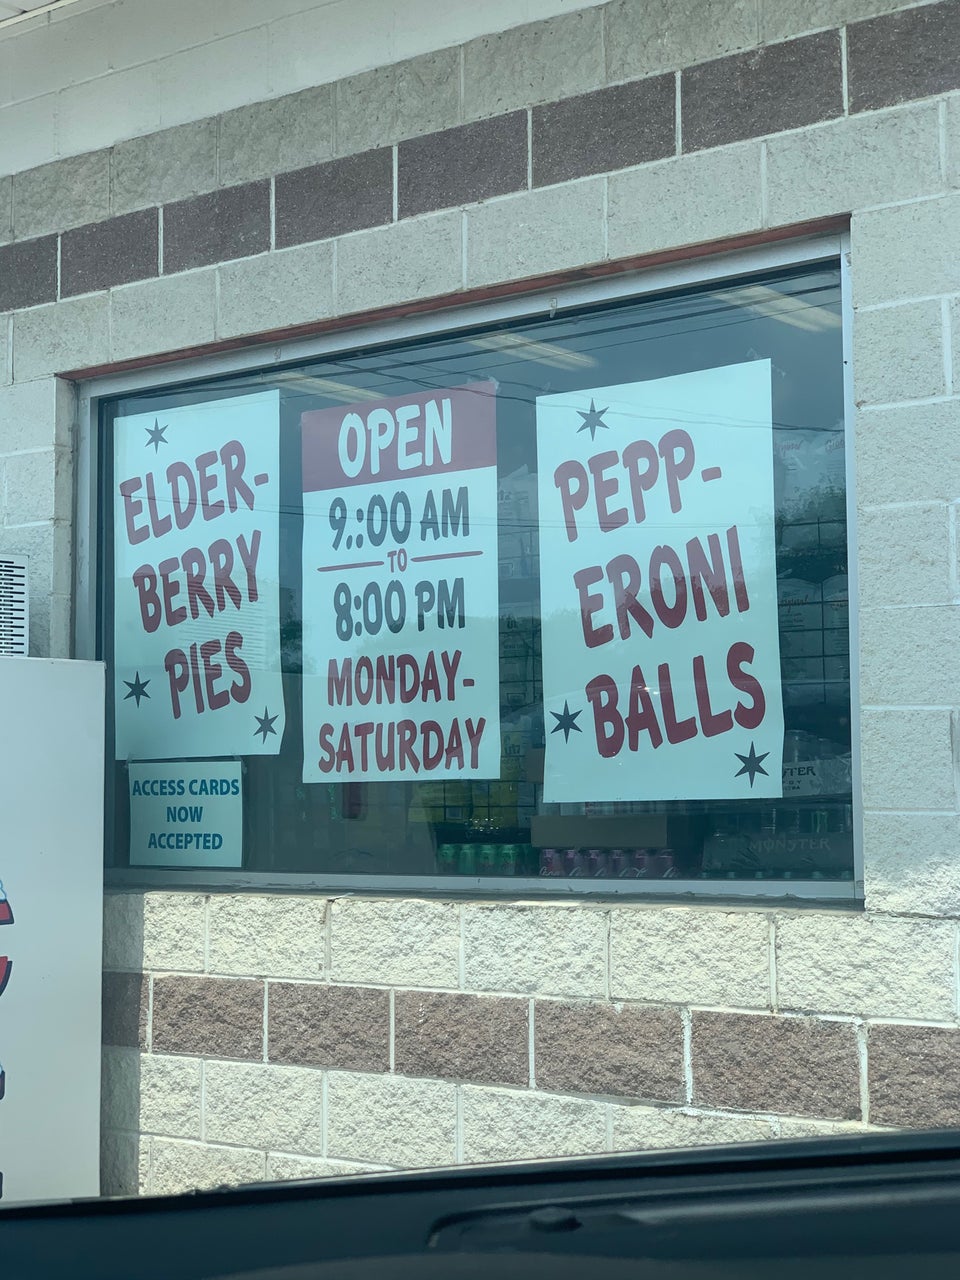 ELDER-
BERRY
PIES
ACCESS CARDS
NOW
ACCEPTED
OPEN
9.:00 AM
TO
8:00 PM
MONDAY-
SATURDAY
PEPP-
ERONI
BALLS
MONSTER